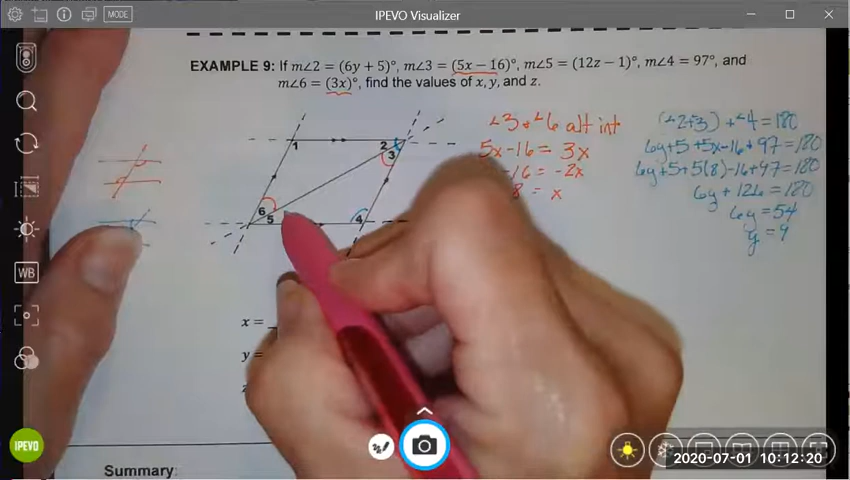 IPEVO Visualizer
MODE
EXAMPLE 9: If m∠2 = (6y + 5)°, m∠3 = (5x − 16)°, m∠5 = (12z − 1)°, m∠4 = 97°, and
m∠6 = (3x)°, find the values of x, y, and z.
∠3 + ∠6 alt int
5x-16 = 3x
-16 = -2x
8 = x
(∠2+3) + ∠4 = 180
6y+5+5x-16+97=180
6y+5+5(8)-16+97=180
6y + 126 = 180
6y = 54
y = 9
1
2
3
6
5
4
x =
y =
z
WB
IPEVO
2020-07-01 10:12:20
Summary: